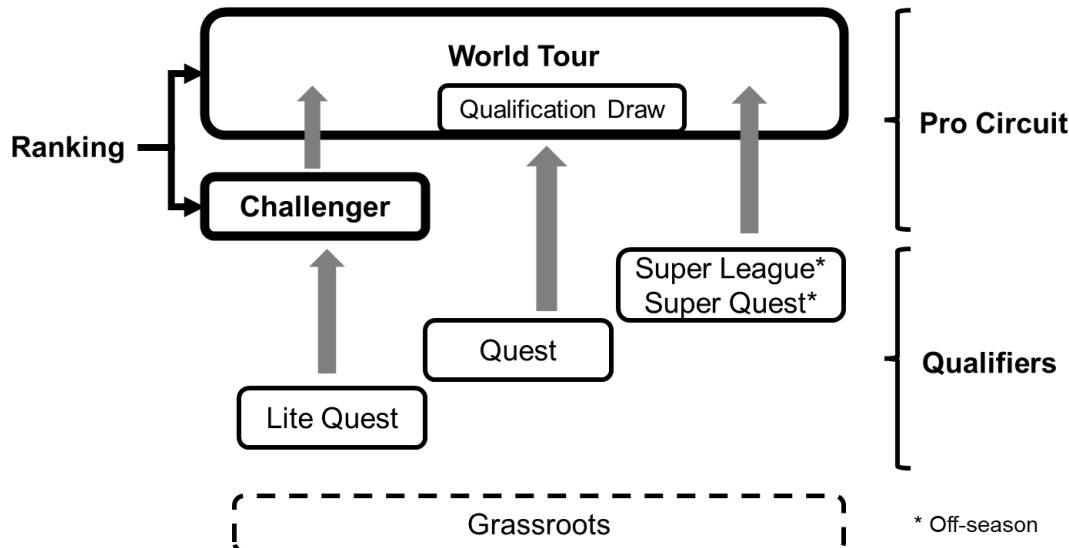 World Tour
Qualification Draw
Pro Circuit
Ranking
Challenger
Super League*
Super Quest*
Quest
Qualifiers
Lite Quest
Grassroots
* Off-season